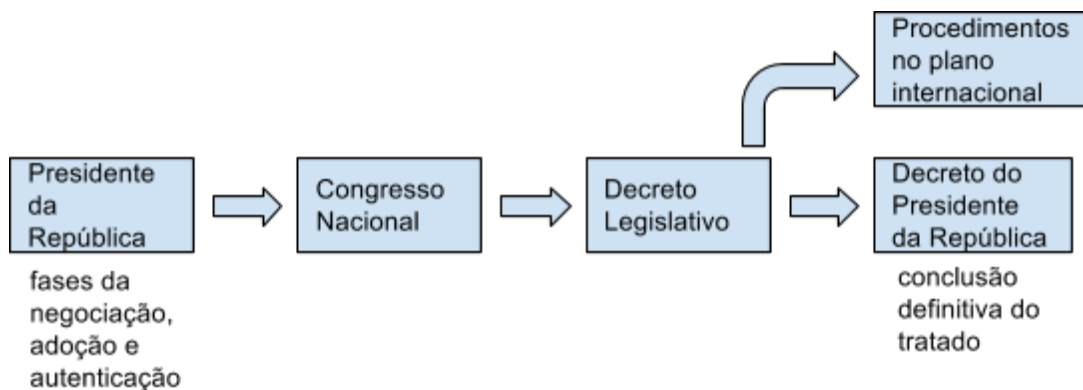 Procedimentos
no plano
internacional
Presidente
da
República
Congresso
Nacional
Decreto
Legislativo
Decreto do
Presidente
da República
fases da
negociação,
adoção e
autenticação
conclusão
definitiva do
tratado